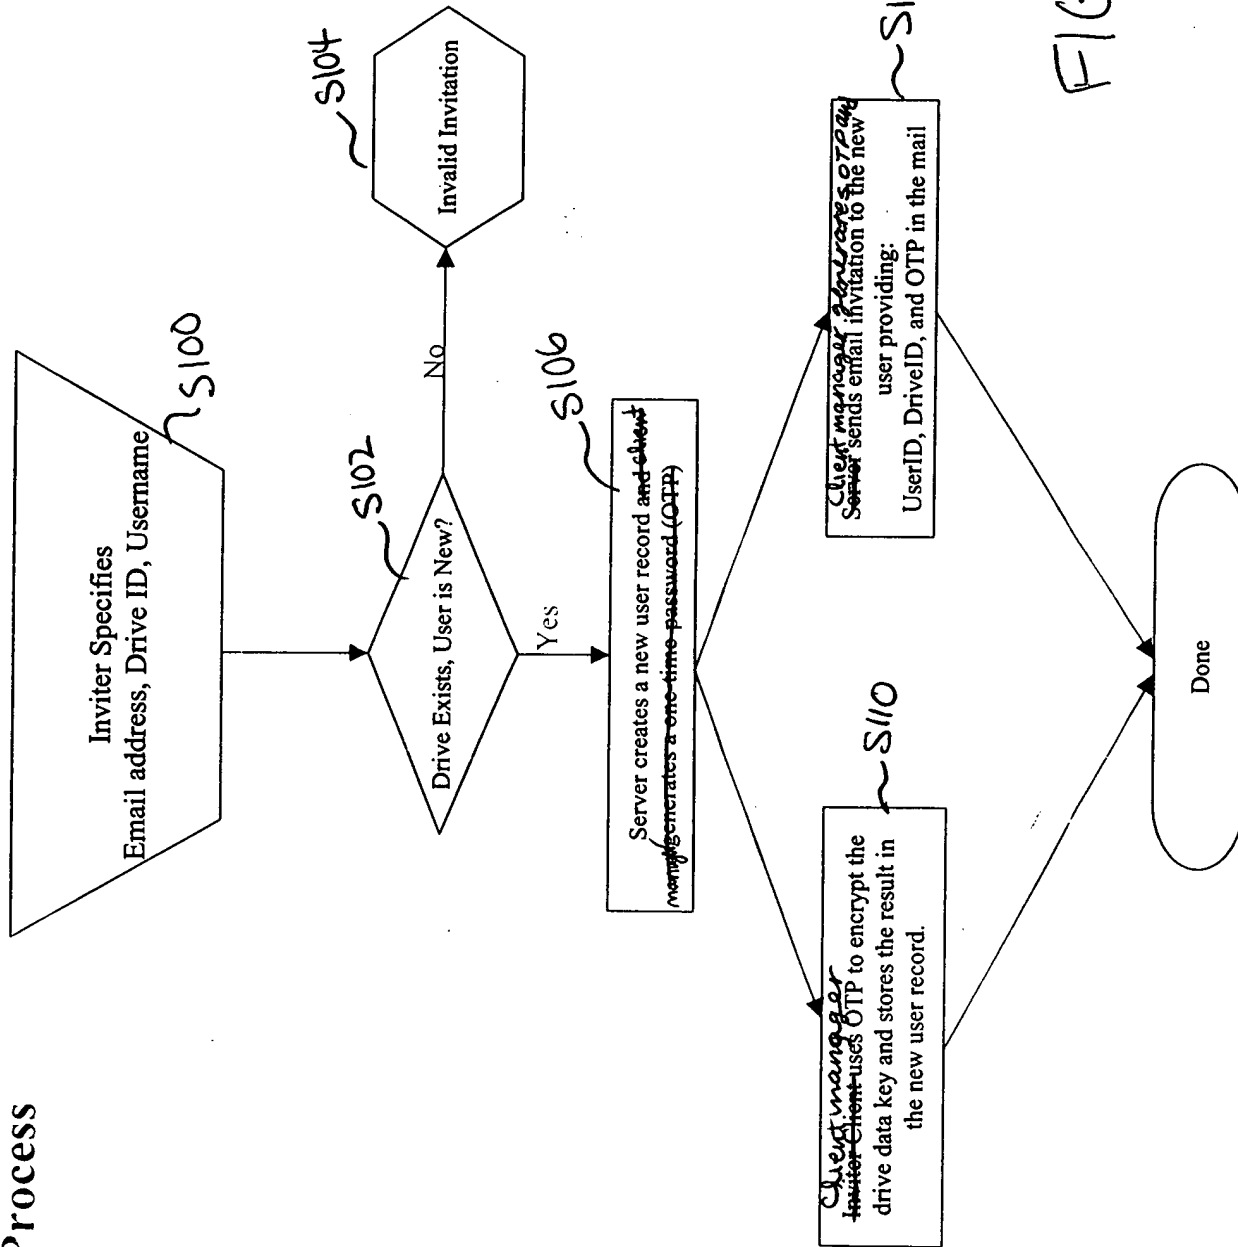 Process
Inviter Specifies
Email address, Drive ID, Username
S100
S102
Drive Exists, User is New?
No
S104
Invalid Invitation
Yes
S106
Server creates a new record and client
generates a one-time password (OTP)
Client manager
Inviter Client uses OTP to encrypt the
drive data key and stores the result in
the new user record.
S110
Client manager generates OTP and
Server sends email invitation to the new
user providing:
UserID, DriveID, and OTP in the mail
Done